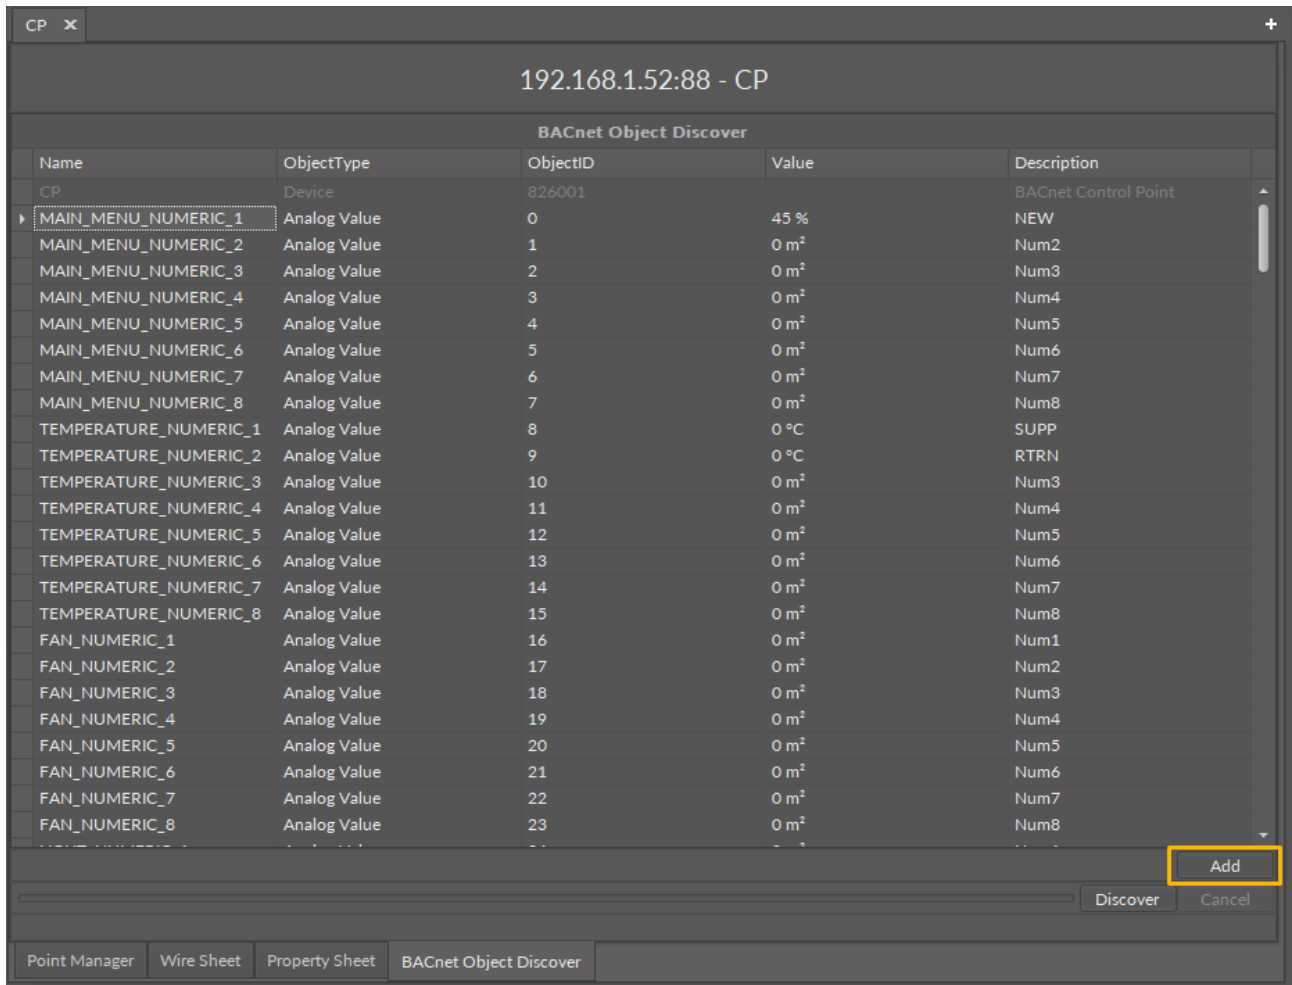 CP ×
+
192.168.1.52:88 - CP
BACnet Object Discover
Name ObjectType ObjectID Value Description
CP Device 826001 BACnet Control Point
MAIN_MENU_NUMERIC_1 Analog Value 0 45 % NEW
MAIN_MENU_NUMERIC_2 Analog Value 1 0 m² Num2
MAIN_MENU_NUMERIC_3 Analog Value 2 0 m² Num3
MAIN_MENU_NUMERIC_4 Analog Value 3 0 m² Num4
MAIN_MENU_NUMERIC_5 Analog Value 4 0 m² Num5
MAIN_MENU_NUMERIC_6 Analog Value 5 0 m² Num6
MAIN_MENU_NUMERIC_7 Analog Value 6 0 m² Num7
MAIN_MENU_NUMERIC_8 Analog Value 7 0 m² Num8
TEMPERATURE_NUMERIC_1 Analog Value 8 0 °C SUPP
TEMPERATURE_NUMERIC_2 Analog Value 9 0 °C RTRN
TEMPERATURE_NUMERIC_3 Analog Value 10 0 m² Num3
TEMPERATURE_NUMERIC_4 Analog Value 11 0 m² Num4
TEMPERATURE_NUMERIC_5 Analog Value 12 0 m² Num5
TEMPERATURE_NUMERIC_6 Analog Value 13 0 m² Num6
TEMPERATURE_NUMERIC_7 Analog Value 14 0 m² Num7
TEMPERATURE_NUMERIC_8 Analog Value 15 0 m² Num8
FAN_NUMERIC_1 Analog Value 16 0 m² Num1
FAN_NUMERIC_2 Analog Value 17 0 m² Num2
FAN_NUMERIC_3 Analog Value 18 0 m² Num3
FAN_NUMERIC_4 Analog Value 19 0 m² Num4
FAN_NUMERIC_5 Analog Value 20 0 m² Num5
FAN_NUMERIC_6 Analog Value 21 0 m² Num6
FAN_NUMERIC_7 Analog Value 22 0 m² Num7
FAN_NUMERIC_8 Analog Value 23 0 m² Num8
Add
Discover Cancel
Point Manager Wire Sheet Property Sheet BACnet Object Discover